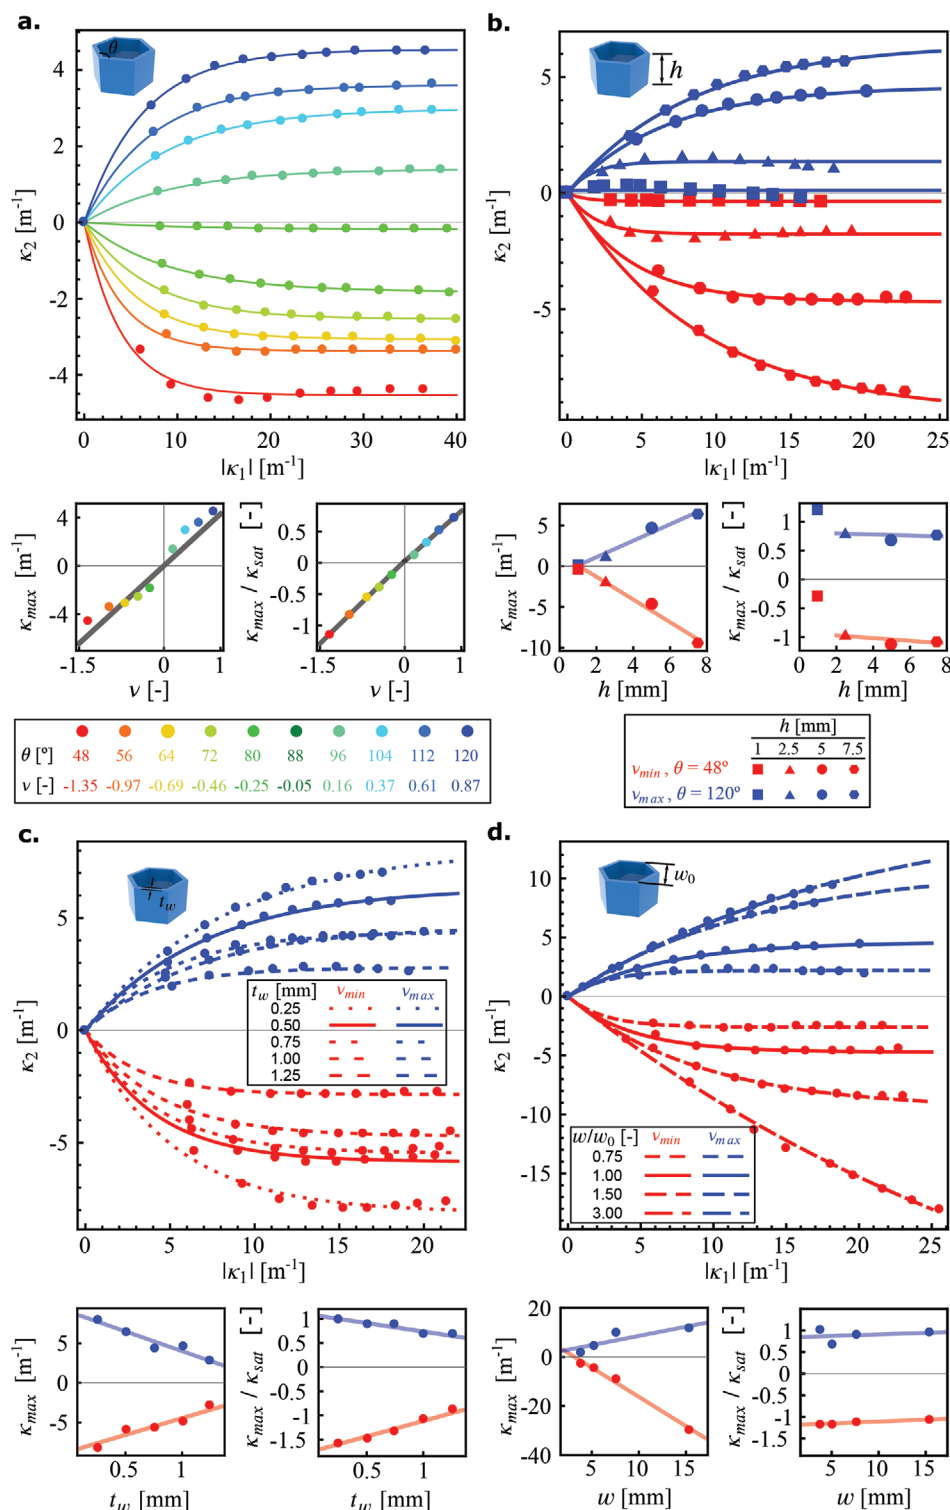 a.
θ
4
2
0
-2
-4
κ2 [m-1]
0 10 20 30 40
|κ1| [m-1]
b.
h
5
0
-5
κ2 [m-1]
0 5 10 15 20 25
|κ1| [m-1]
4
0
-4
κmax [m-1]
-1.5 0 1
ν [-]
0.5
0
-0.5
-1
κmax / κsat [-]
-1.5 0 1
ν [-]
5
0
-5
-10
κmax [m-1]
0 2 4 6 8
h [mm]
1
0.5
0
-0.5
-1
κmax / κsat [-]
0 2 4 6 8
h [mm]
θ [°] 48 56 64 72 80 88 96 104 112 120
ν [-] -1.35 -0.97 -0.69 -0.46 -0.25 -0.05 0.16 0.37 0.61 0.87
h [mm]
1 2.5 5 7.5
νmin , θ = 48º
νmax , θ = 120º
c.
tw
5
0
-5
κ2 [m-1]
tw [mm] νmin νmax
0.25
0.50
0.75
1.00
1.25
0 5 10 15 20
|κ1| [m-1]
d.
w0
10
5
0
-5
-10
-15
κ2 [m-1]
w/w0 [-] νmin νmax
0.75
1.00
1.50
3.00
0 5 10 15 20 25
|κ1| [m-1]
5
0
-5
κmax [m-1]
0.5 1
tw [mm]
1
0.5
0
-0.5
-1
-1.5
κmax / κsat [-]
0.5 1
tw [mm]
20
0
-20
-40
κmax [m-1]
5 10 15
w [mm]
1
0.5
0
-0.5
-1
-1.5
κmax / κsat [-]
5 10 15
w [mm]